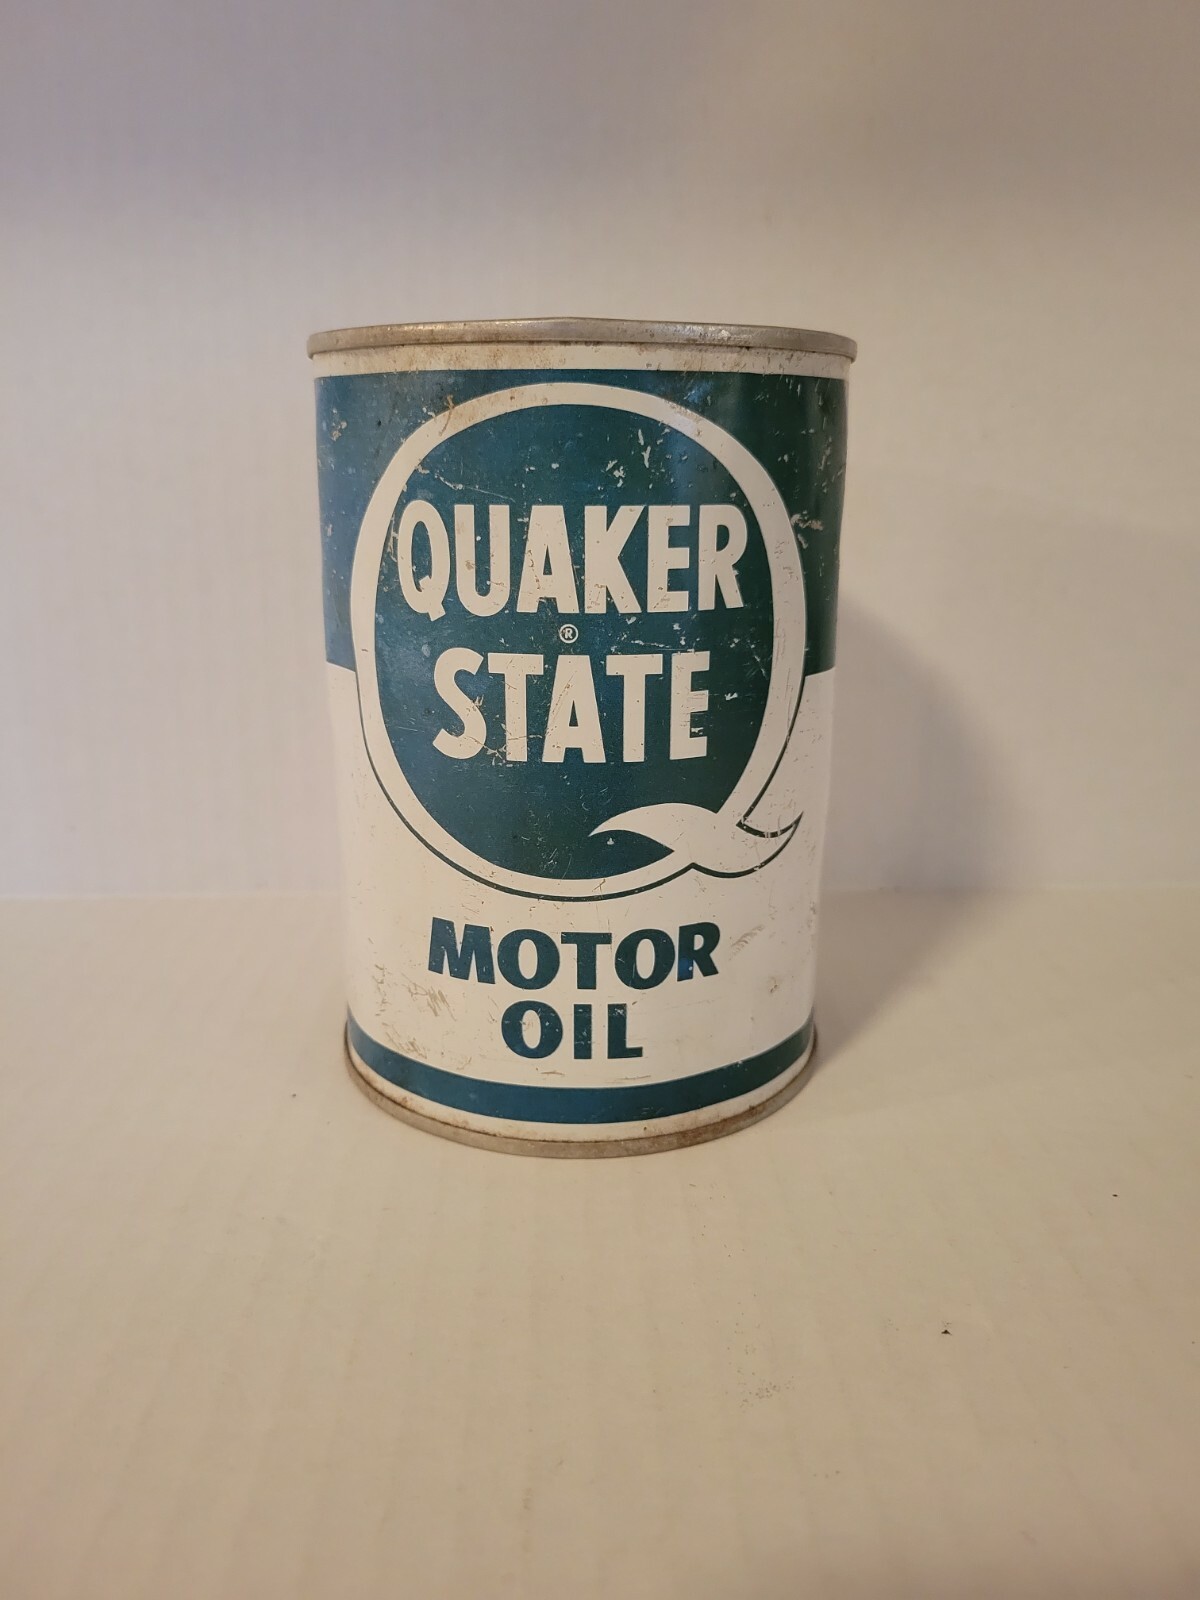 QUAKER
®
STATE
MOTOR
OIL